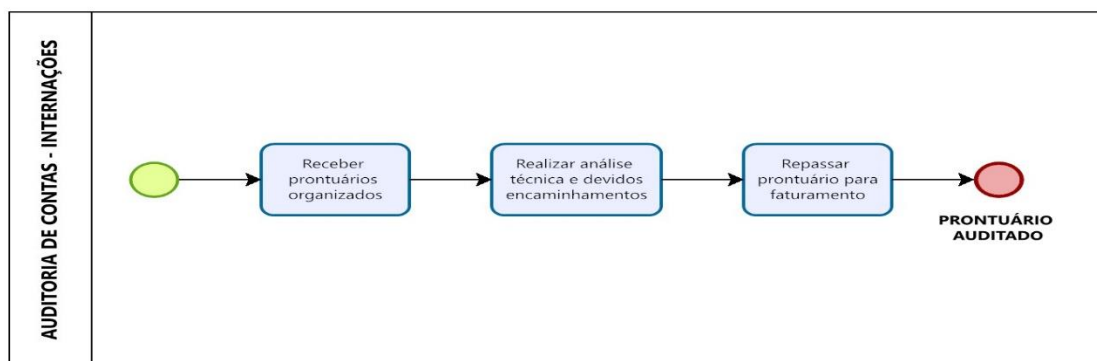 AUDITORIA DE CONTAS - INTERNAÇÕES
Receber
prontuários
organizados
Realizar análise
técnica e devidos
encaminhamentos
Repassar
prontuário para
faturamento
PRONTUÁRIO
AUDITADO